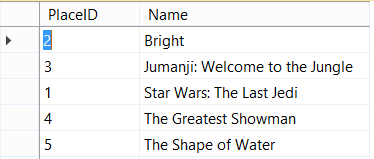 PlaceID Name
2 Bright
3 Jumanji: Welcome to the Jungle
1 Star Wars: The Last Jedi
4 The Greatest Showman
5 The Shape of Water